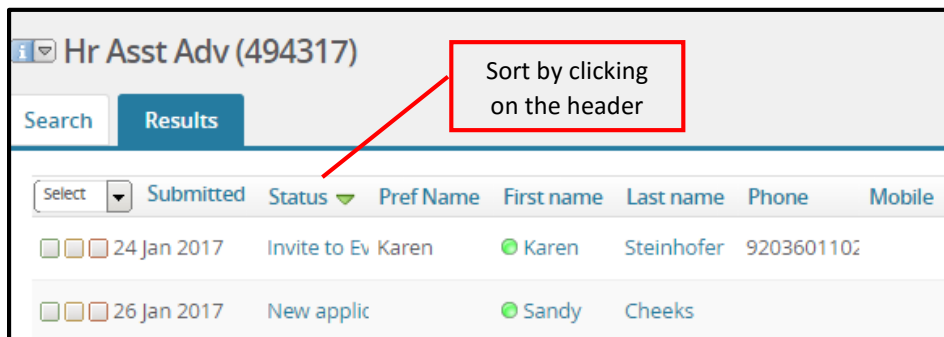 Hr Asst Adv (494317)
Sort by clicking
on the header
Search Results
Select Submitted Status Pref Name First name Last name Phone Mobile
24 Jan 2017 Invite to Ev Karen Karen Steinhofer 9203601102
26 Jan 2017 New applic Sandy Cheeks